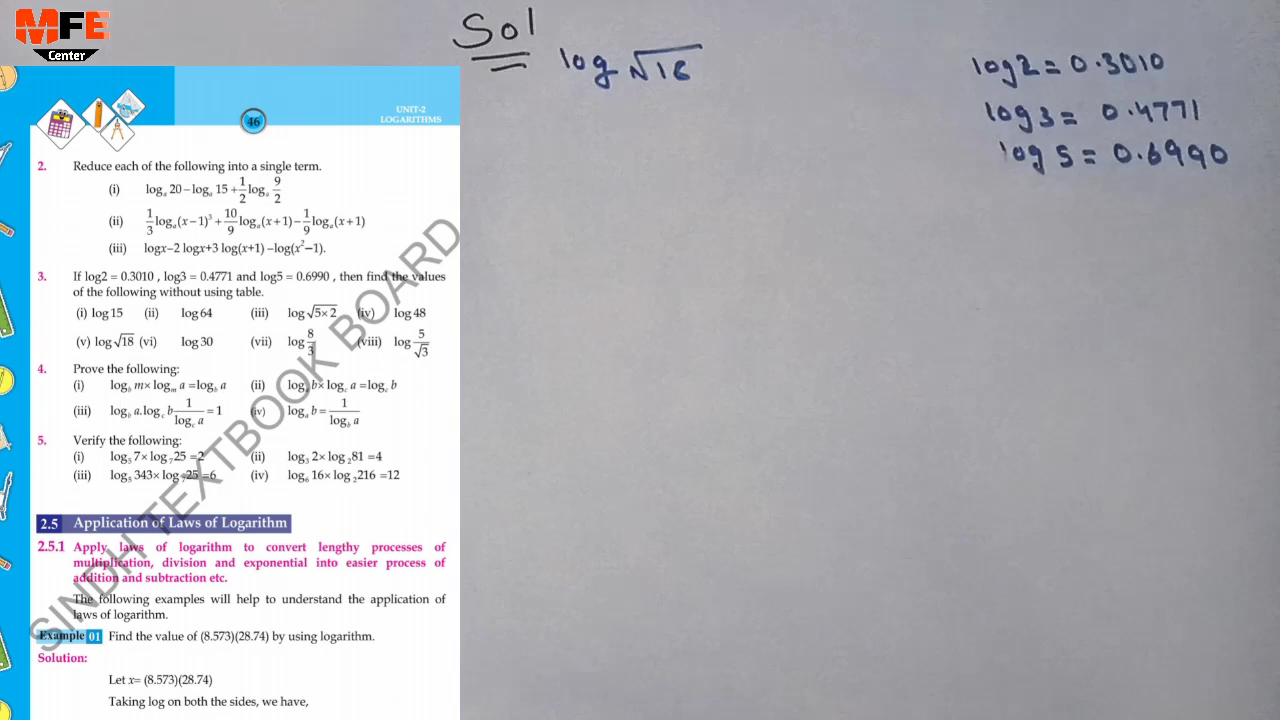 MFE
Center
UNIT-2
LOGARITHMS
46
2. Reduce each of the following into a single term.
(i) logₐ 20 − logₐ 15 + 1/2 logₐ 9/2
(ii) 1/3 logₐ(x−1)³ + 10/9 logₐ(x+1) − 1/9 logₐ(x+1)
(iii) logx−2 logx+3 log(x+1) −log(x²−1).
3. If log2 = 0.3010 , log3 = 0.4771 and log5 = 0.6990 , then find the values
of the following without using table.
(i) log 15 (ii) log 64 (iii) log √5×2 (iv) log 48
(v) log √18 (vi) log 30 (vii) log 8/3 (viii) log 5/√3
4. Prove the following:
(i) log_b m× log_m a =log_b a (ii) log_a b× log_c a =log_c b
(iii) log_b a.log_c b 1/log_c a = 1 (iv) log_a b = 1/log_b a
5. Verify the following:
(i) log₅ 7× log₇ 25 =2 (ii) log₃ 2× log₂ 81 =4
(iii) log₅ 343× log₇ 25 =6 (iv) log₆ 16× log₂ 216 =12
2.5 Application of Laws of Logarithm
2.5.1 Apply laws of logarithm to convert lengthy processes of
multiplication, division and exponential into easier process of
addition and subtraction etc.
The following examples will help to understand the application of
laws of logarithm.
Example 01 Find the value of (8.573)(28.74) by using logarithm.
Solution:
Let x= (8.573)(28.74)
Taking log on both the sides, we have,
SINDH TEXTBOOK BOARD
Sol
log √18
log2 = 0.3010
log3 = 0.4771
log 5 = 0.6990